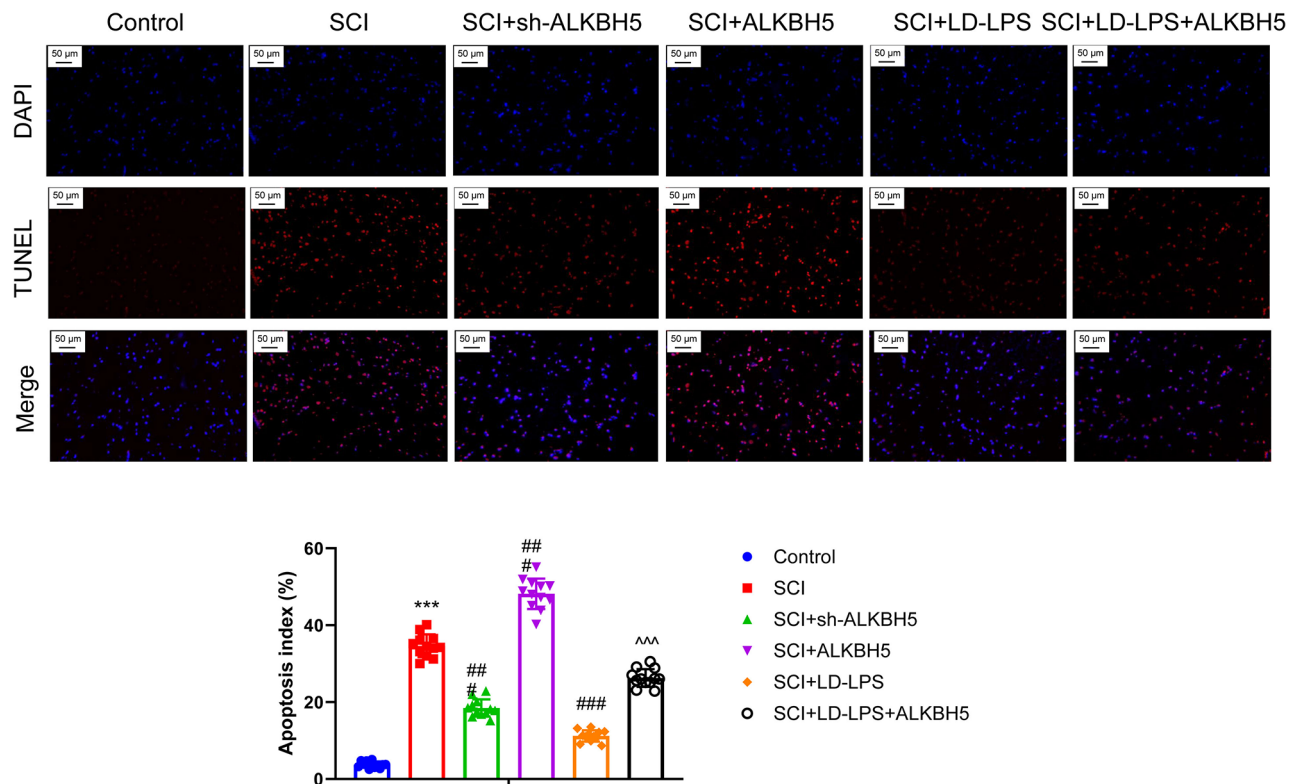 Control SCI SCI+sh-ALKBH5 SCI+ALKBH5 SCI+LD-LPS SCI+LD-LPS+ALKBH5
DAPI
50 µm 50 µm 50 µm 50 µm 50 µm 50 µm
TUNEL
50 µm 50 µm 50 µm 50 µm 50 µm 50 µm
Merge
50 µm 50 µm 50 µm 50 µm 50 µm 50 µm
Apoptosis index (%)
60
40
20
0
***
##
#
##
#
###
^^^
Control
SCI
SCI+sh-ALKBH5
SCI+ALKBH5
SCI+LD-LPS
SCI+LD-LPS+ALKBH5